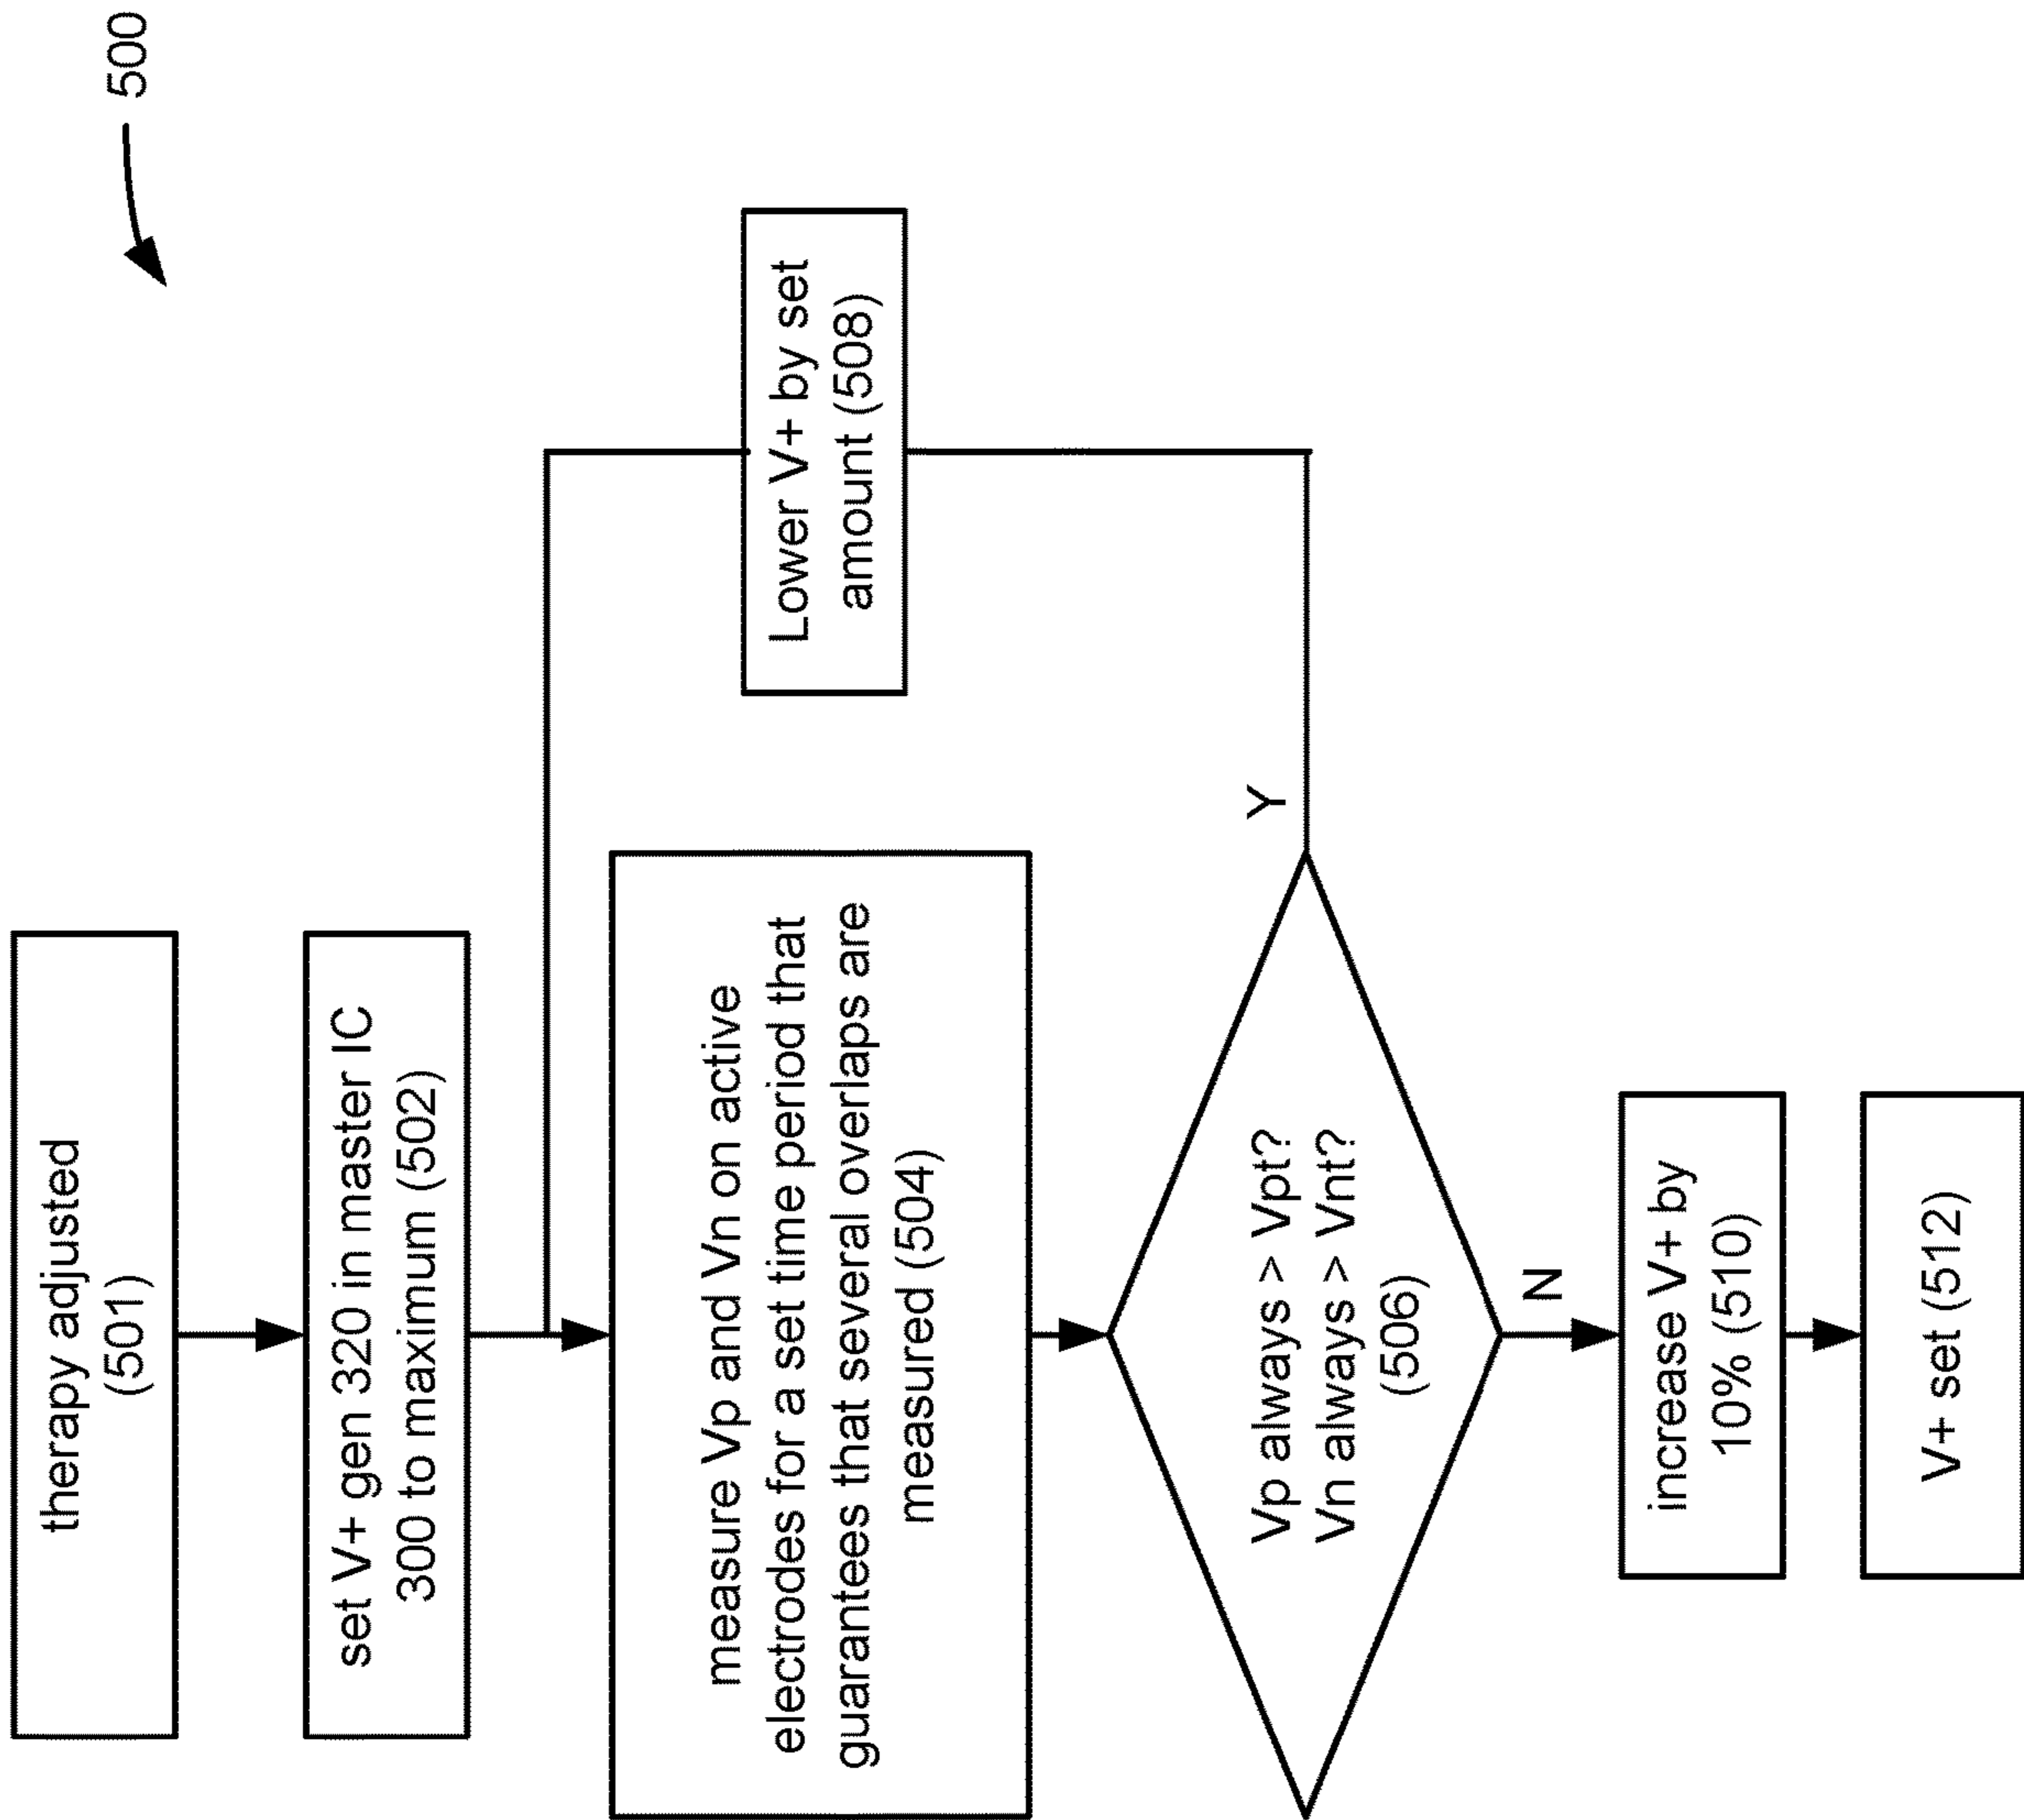 500
therapy adjusted
(501)
set V+ gen 320 in master IC
300 to maximum (502)
measure Vp and Vn on active
electrodes for a set time period that
guarantees that several overlaps are
measured (504)
Lower V+ by set
amount (508)
Vp always > Vpt?
Vn always > Vnt?
(506)
Y
N
increase V+ by
10% (510)
V+ set (512)